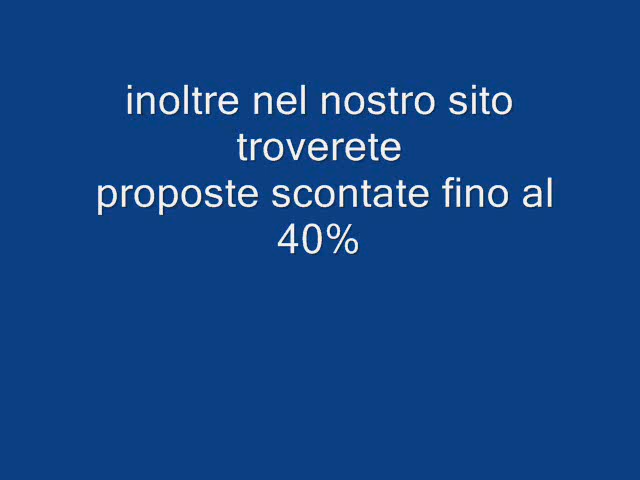 inoltre nel nostro sito
troverete
proposte scontate fino al
40%